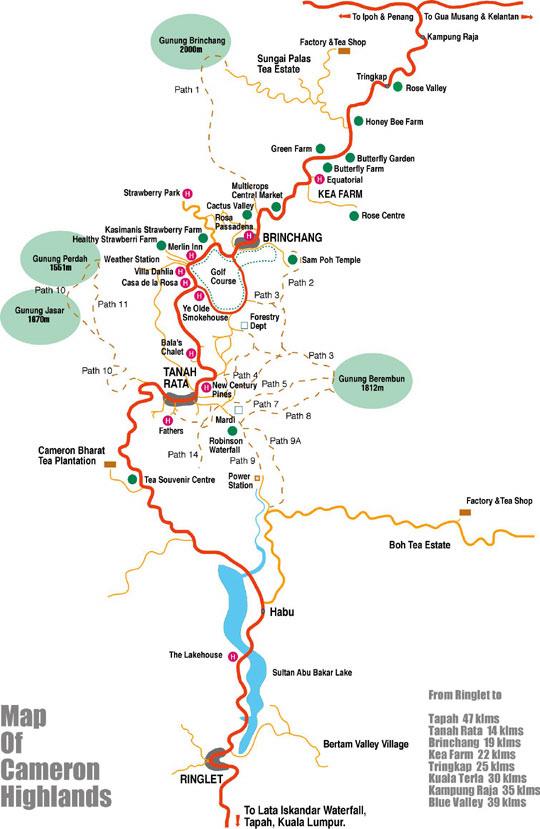 To Ipoh & Penang
To Gua Musang & Kelantan
Kampung Raja
Gunung Brinchang
2000m
Factory &Tea Shop
Sungai Palas
Tea Estate
Tringkap
Rose Valley
Path 1
Honey Bee Farm
Green Farm
Butterfly Garden
Butterfly Farm
H Equatorial
KEA FARM
Strawberry Park H
Multicrops
Central Market
Cactus Valley
Rosa
Passadena
H
Rose Centre
Kasimanis Strawberry Farm
Healthy Strawberri Farm
BRINCHANG
Merlin Inn H
Gunung Perdah
1551m
Weather Station
Villa Dahlia H
Casa de la Rosa H
Golf
Course
Sam Poh Temple
Path 2
Path 10
Path 11
Path 3
H
Ye Olde
Smokehouse
Gunung Jasar
1670m
Forestry
Dept
Bala's
Chalet H
Path 3
Path 10
TANAH
RATA
Path 4
Path 5
Gunung Berembun
1812m
H New Century
Pines
Path 7
Path 8
H
Fathers
Mardi
Robinson
Waterfall
Path 9A
Path 14
Path 9
Cameron Bharat
Tea Plantation
Tea Souvenir Centre
Power
Station
Factory &Tea Shop
Boh Tea Estate
Habu
The Lakehouse H
Sultan Abu Bakar Lake
Bertam Valley Village
RINGLET
To Lata Iskandar Waterfall,
Tapah, Kuala Lumpur.
Map
Of
Cameron
Highlands
From Ringlet to
Tapah 47 klms
Tanah Rata 14 klms
Brinchang 19 klms
Kea Farm 22 klms
Tringkap 25 klms
Kuala Terla 30 klms
Kampung Raja 35 klms
Blue Valley 39 klms